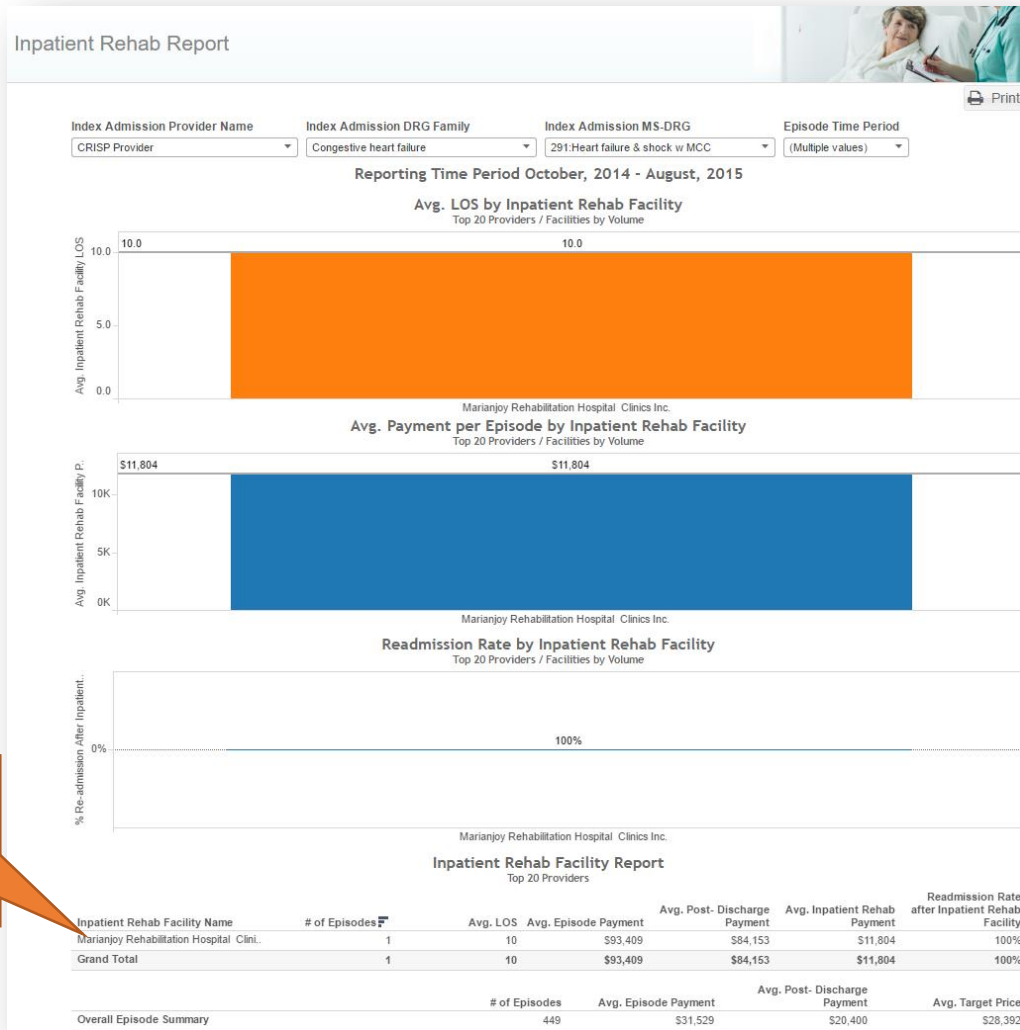 Inpatient Rehab Report
Print
Index Admission Provider Name Index Admission DRG Family Index Admission MS-DRG Episode Time Period
CRISP Provider Congestive heart failure 291:Heart failure & shock w MCC (Multiple values)
Reporting Time Period October, 2014 - August, 2015
Avg. LOS by Inpatient Rehab Facility
Top 20 Providers / Facilities by Volume
Avg. Inpatient Rehab Facility LOS
10.0 10.0
10.0
5.0
0.0
Marianjoy Rehabilitation Hospital Clinics Inc.
Avg. Payment per Episode by Inpatient Rehab Facility
Top 20 Providers / Facilities by Volume
Avg. Inpatient Rehab Facility P..
$11,804 $11,804
10K
5K
0K
Marianjoy Rehabilitation Hospital Clinics Inc.
Readmission Rate by Inpatient Rehab Facility
Top 20 Providers / Facilities by Volume
% Re-admission After Inpatient..
100%
0%
Marianjoy Rehabilitation Hospital Clinics Inc.
Inpatient Rehab Facility Report
Top 20 Providers
Inpatient Rehab Facility Name # of Episodes Avg. LOS Avg. Episode Payment Avg. Post- Discharge Payment Avg. Inpatient Rehab Payment Readmission Rate after Inpatient Rehab Facility
Marianjoy Rehabilitation Hospital Clini.. 1 10 $93,409 $84,153 $11,804 100%
Grand Total 1 10 $93,409 $84,153 $11,804 100%
# of Episodes Avg. Episode Payment Avg. Post- Discharge Payment Avg. Target Price
Overall Episode Summary 449 $31,529 $20,400 $28,392